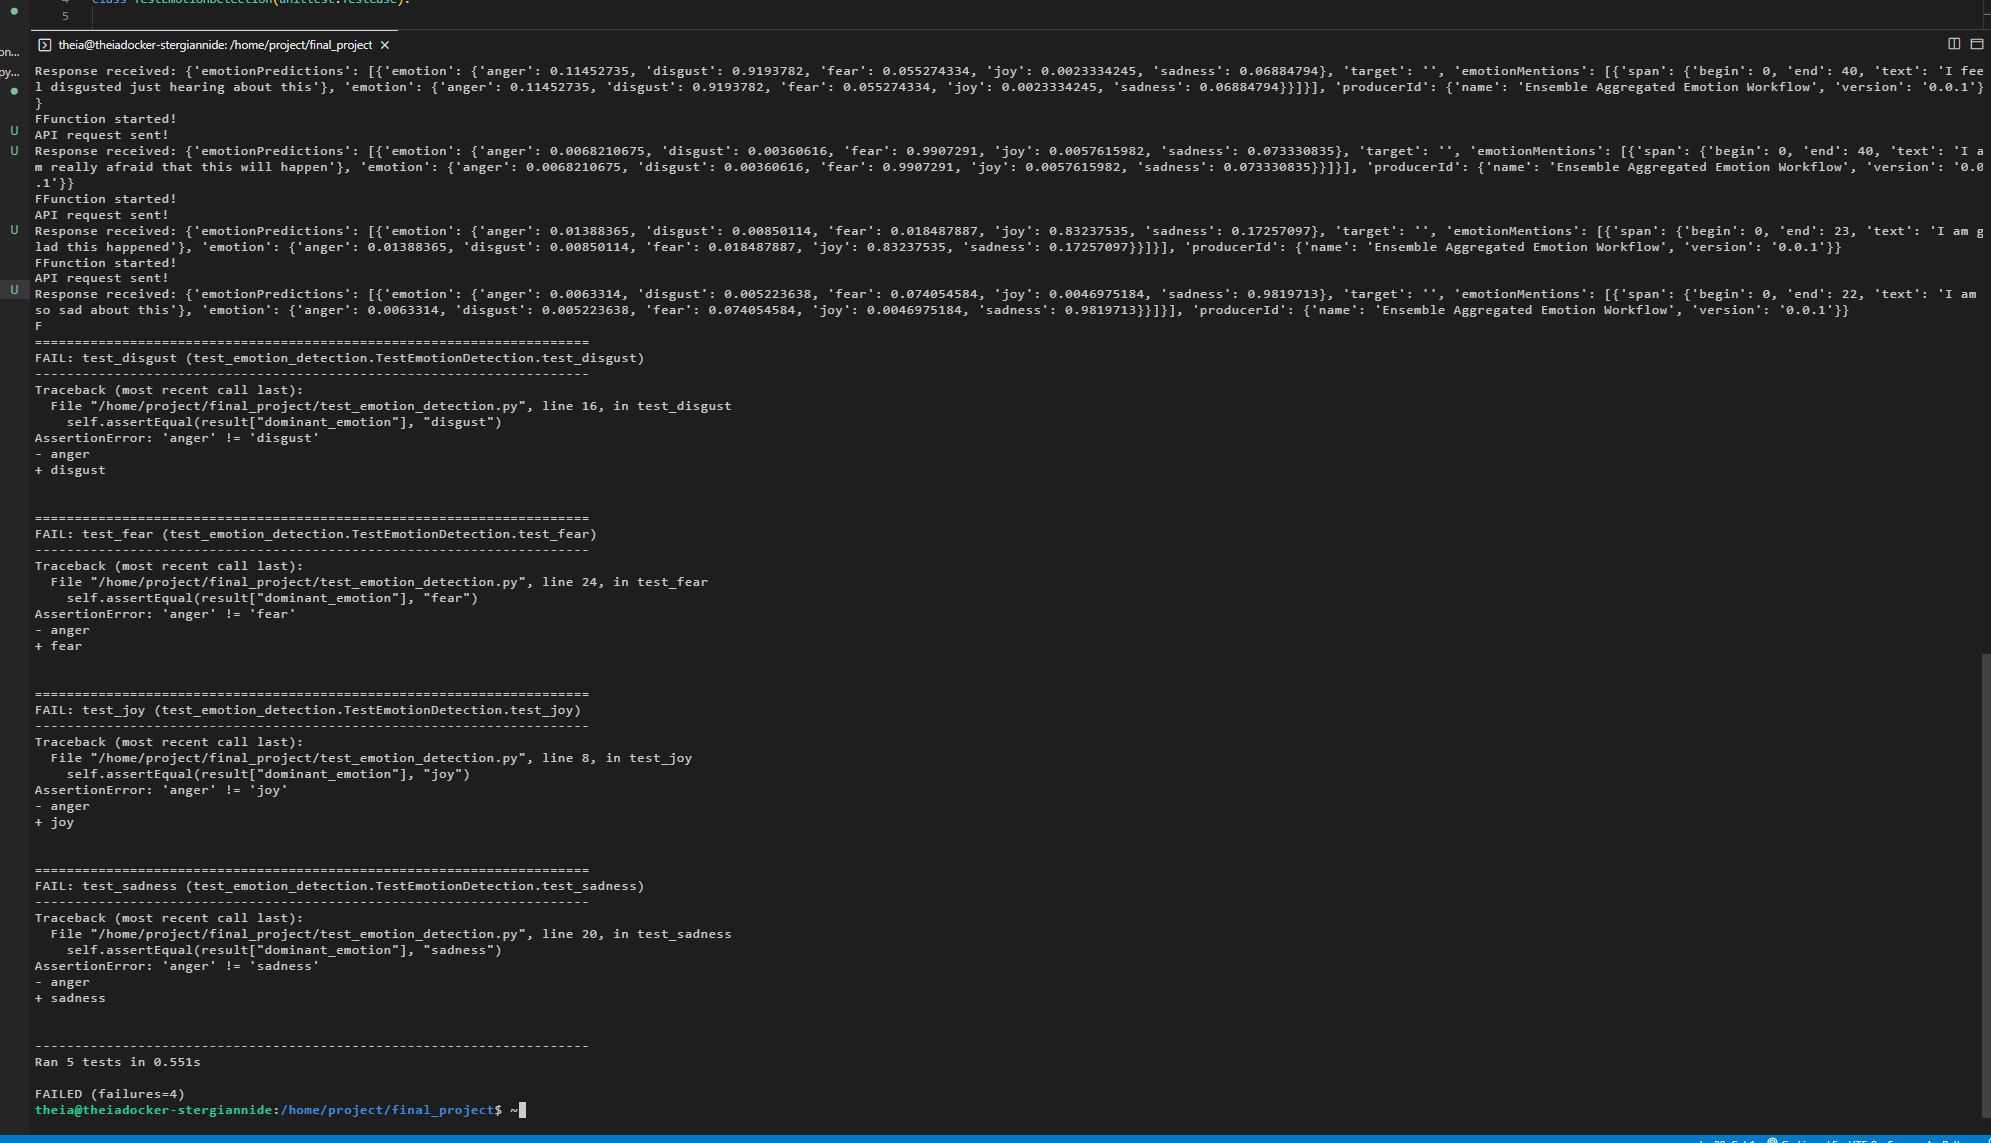 class TestEmotionDetection(unittest.TestCase):
5
theia@theiadocker-stergiannide: /home/project/final_project ×
on...
py...
Response received: {'emotionPredictions': [{'emotion': {'anger': 0.11452735, 'disgust': 0.9193782, 'fear': 0.055274334, 'joy': 0.0023334245, 'sadness': 0.06884794}, 'target': '', 'emotionMentions': [{'span': {'begin': 0, 'end': 40, 'text': 'I fee
l disgusted just hearing about this'}, 'emotion': {'anger': 0.11452735, 'disgust': 0.9193782, 'fear': 0.055274334, 'joy': 0.0023334245, 'sadness': 0.06884794}}]}], 'producerId': {'name': 'Ensemble Aggregated Emotion Workflow', 'version': '0.0.1'}
}
FFunction started!
U
API request sent!
U
Response received: {'emotionPredictions': [{'emotion': {'anger': 0.0068210675, 'disgust': 0.00360616, 'fear': 0.9907291, 'joy': 0.0057615982, 'sadness': 0.073330835}, 'target': '', 'emotionMentions': [{'span': {'begin': 0, 'end': 40, 'text': 'I a
m really afraid that this will happen'}, 'emotion': {'anger': 0.0068210675, 'disgust': 0.00360616, 'fear': 0.9907291, 'joy': 0.0057615982, 'sadness': 0.073330835}}]}], 'producerId': {'name': 'Ensemble Aggregated Emotion Workflow', 'version': '0.0
.1'}}
FFunction started!
API request sent!
U
Response received: {'emotionPredictions': [{'emotion': {'anger': 0.01388365, 'disgust': 0.00850114, 'fear': 0.018487887, 'joy': 0.83237535, 'sadness': 0.17257097}, 'target': '', 'emotionMentions': [{'span': {'begin': 0, 'end': 23, 'text': 'I am g
lad this happened'}, 'emotion': {'anger': 0.01388365, 'disgust': 0.00850114, 'fear': 0.018487887, 'joy': 0.83237535, 'sadness': 0.17257097}}]}], 'producerId': {'name': 'Ensemble Aggregated Emotion Workflow', 'version': '0.0.1'}}
FFunction started!
API request sent!
U
Response received: {'emotionPredictions': [{'emotion': {'anger': 0.0063314, 'disgust': 0.005223638, 'fear': 0.074054584, 'joy': 0.0046975184, 'sadness': 0.9819713}, 'target': '', 'emotionMentions': [{'span': {'begin': 0, 'end': 22, 'text': 'I am
so sad about this'}, 'emotion': {'anger': 0.0063314, 'disgust': 0.005223638, 'fear': 0.074054584, 'joy': 0.0046975184, 'sadness': 0.9819713}}]}], 'producerId': {'name': 'Ensemble Aggregated Emotion Workflow', 'version': '0.0.1'}}
F
======================================================================
FAIL: test_disgust (test_emotion_detection.TestEmotionDetection.test_disgust)
----------------------------------------------------------------------
Traceback (most recent call last):
  File "/home/project/final_project/test_emotion_detection.py", line 16, in test_disgust
    self.assertEqual(result["dominant_emotion"], "disgust")
AssertionError: 'anger' != 'disgust'
- anger
+ disgust
======================================================================
FAIL: test_fear (test_emotion_detection.TestEmotionDetection.test_fear)
----------------------------------------------------------------------
Traceback (most recent call last):
  File "/home/project/final_project/test_emotion_detection.py", line 24, in test_fear
    self.assertEqual(result["dominant_emotion"], "fear")
AssertionError: 'anger' != 'fear'
- anger
+ fear
======================================================================
FAIL: test_joy (test_emotion_detection.TestEmotionDetection.test_joy)
----------------------------------------------------------------------
Traceback (most recent call last):
  File "/home/project/final_project/test_emotion_detection.py", line 8, in test_joy
    self.assertEqual(result["dominant_emotion"], "joy")
AssertionError: 'anger' != 'joy'
- anger
+ joy
======================================================================
FAIL: test_sadness (test_emotion_detection.TestEmotionDetection.test_sadness)
----------------------------------------------------------------------
Traceback (most recent call last):
  File "/home/project/final_project/test_emotion_detection.py", line 20, in test_sadness
    self.assertEqual(result["dominant_emotion"], "sadness")
AssertionError: 'anger' != 'sadness'
- anger
+ sadness
----------------------------------------------------------------------
Ran 5 tests in 0.551s
FAILED (failures=4)
theia@theiadocker-stergiannide:/home/project/final_project$ ~